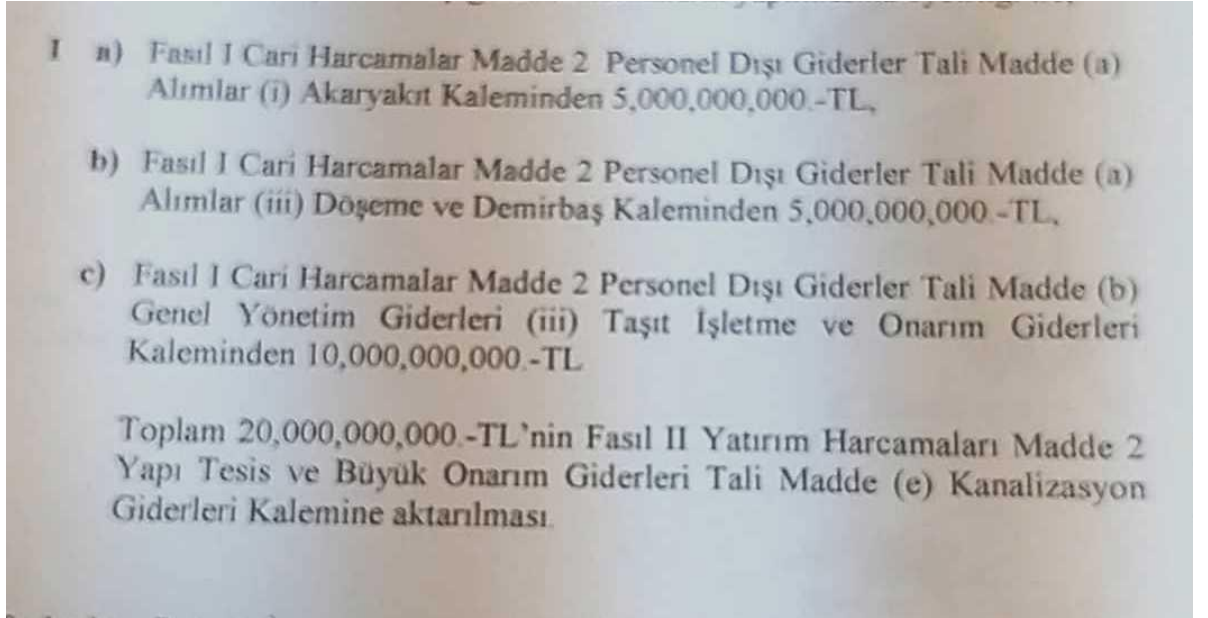 I a) Fasıl I Cari Harcamalar Madde 2 Personel Dışı Giderler Tali Madde (a)
Alımlar (i) Akaryakıt Kaleminden 5,000,000,000.-TL,
b) Fasıl I Cari Harcamalar Madde 2 Personel Dışı Giderler Tali Madde (a)
Alımlar (iii) Döşeme ve Demirbaş Kaleminden 5,000,000,000.-TL,
c) Fasıl I Cari Harcamalar Madde 2 Personel Dışı Giderler Tali Madde (b)
Genel Yönetim Giderleri (iii) Taşıt İşletme ve Onarım Giderleri
Kaleminden 10,000,000,000.-TL
Toplam 20,000,000,000.-TL'nin Fasıl II Yatırım Harcamaları Madde 2
Yapı Tesis ve Büyük Onarım Giderleri Tali Madde (e) Kanalizasyon
Giderleri Kalemine aktarılması.